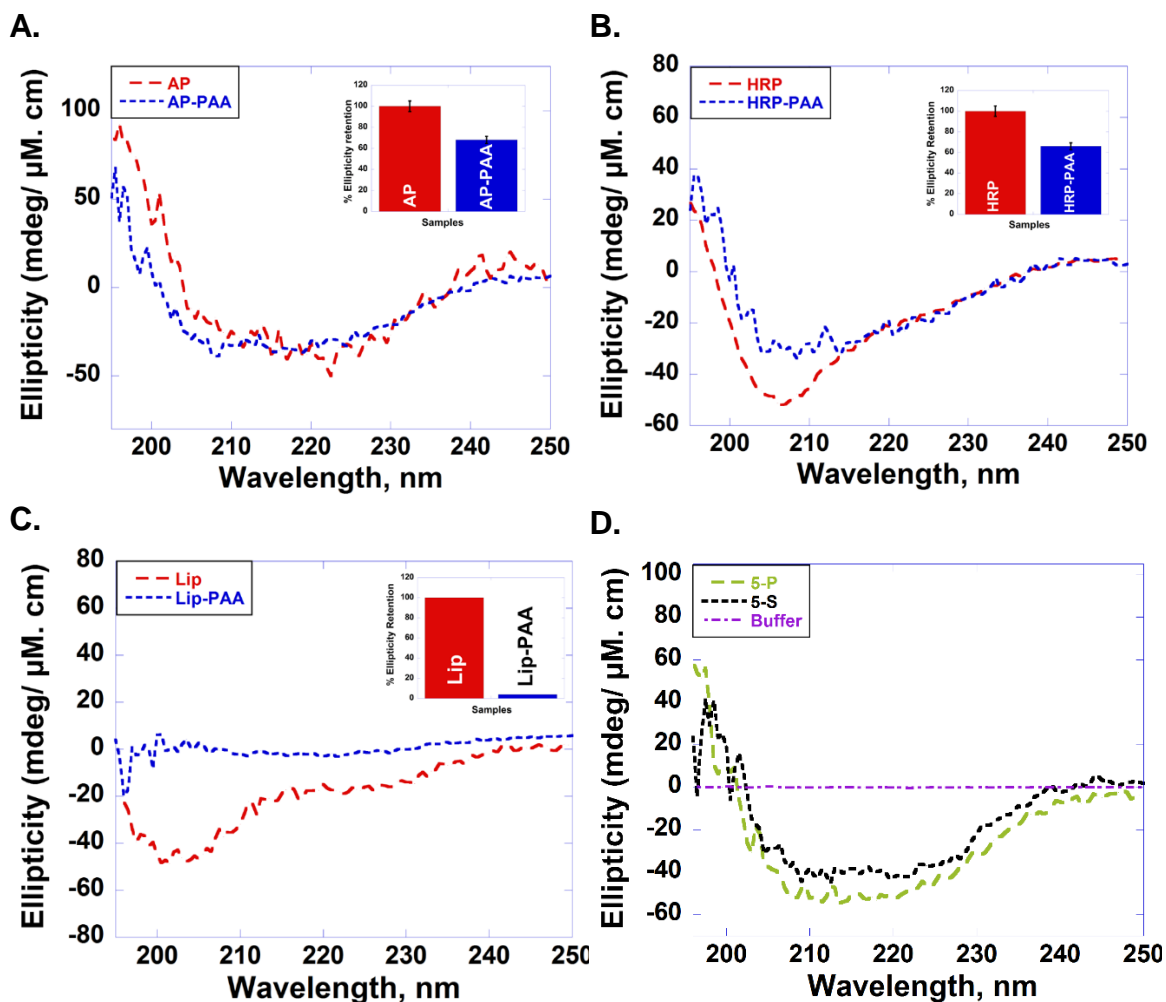 A.
AP
AP-PAA
Ellipticity (mdeg/ µM. cm)
100
50
0
-50
200 210 220 230 240 250
Wavelength, nm
% Ellipticity retention
120
100
80
60
40
20
0
AP
AP-PAA
Samples
B.
HRP
HRP-PAA
Ellipticity (mdeg/ µM. cm)
80
60
40
20
0
-20
-40
-60
200 210 220 230 240 250
Wavelength, nm
% Ellipticity Retention
120
100
80
60
40
20
0
HRP
HRP-PAA
Samples
C.
Lip
Lip-PAA
Ellipticity (mdeg/ µM. cm)
80
60
40
20
0
-20
-40
-60
-80
200 210 220 230 240 250
Wavelength, nm
% Ellipticity Retention
120
100
80
60
40
20
0
Lip
Lip-PAA
Samples
D.
5-P
5-S
Buffer
Ellipticity (mdeg/ µM. cm)
100
80
60
40
20
0
-20
-40
-60
200 210 220 230 240 250
Wavelength, nm